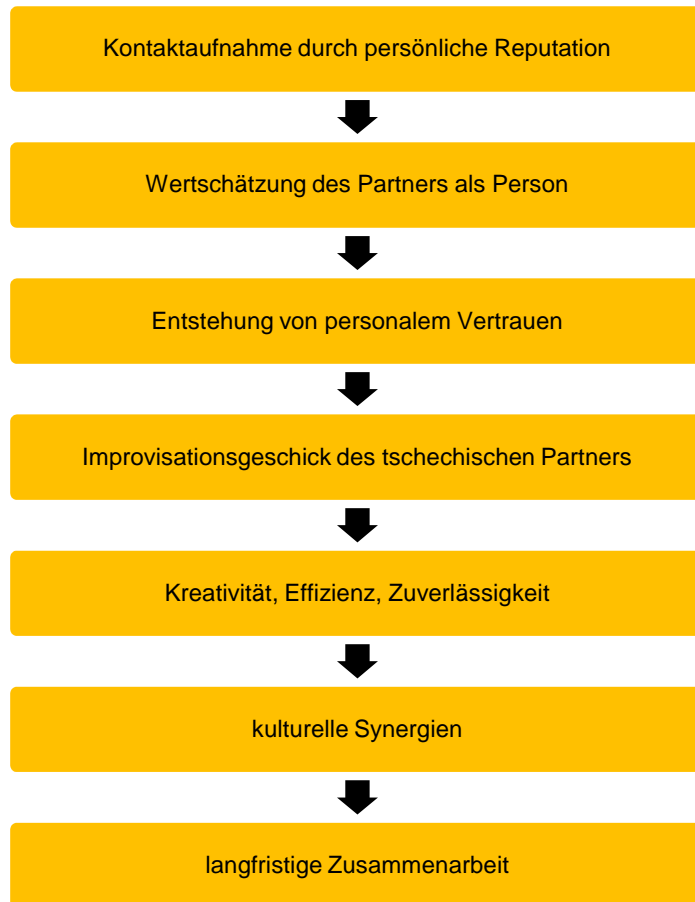 Kontaktaufnahme durch persönliche Reputation
Wertschätzung des Partners als Person
Entstehung von personalem Vertrauen
Improvisationsgeschick des tschechischen Partners
Kreativität, Effizienz, Zuverlässigkeit
kulturelle Synergien
langfristige Zusammenarbeit